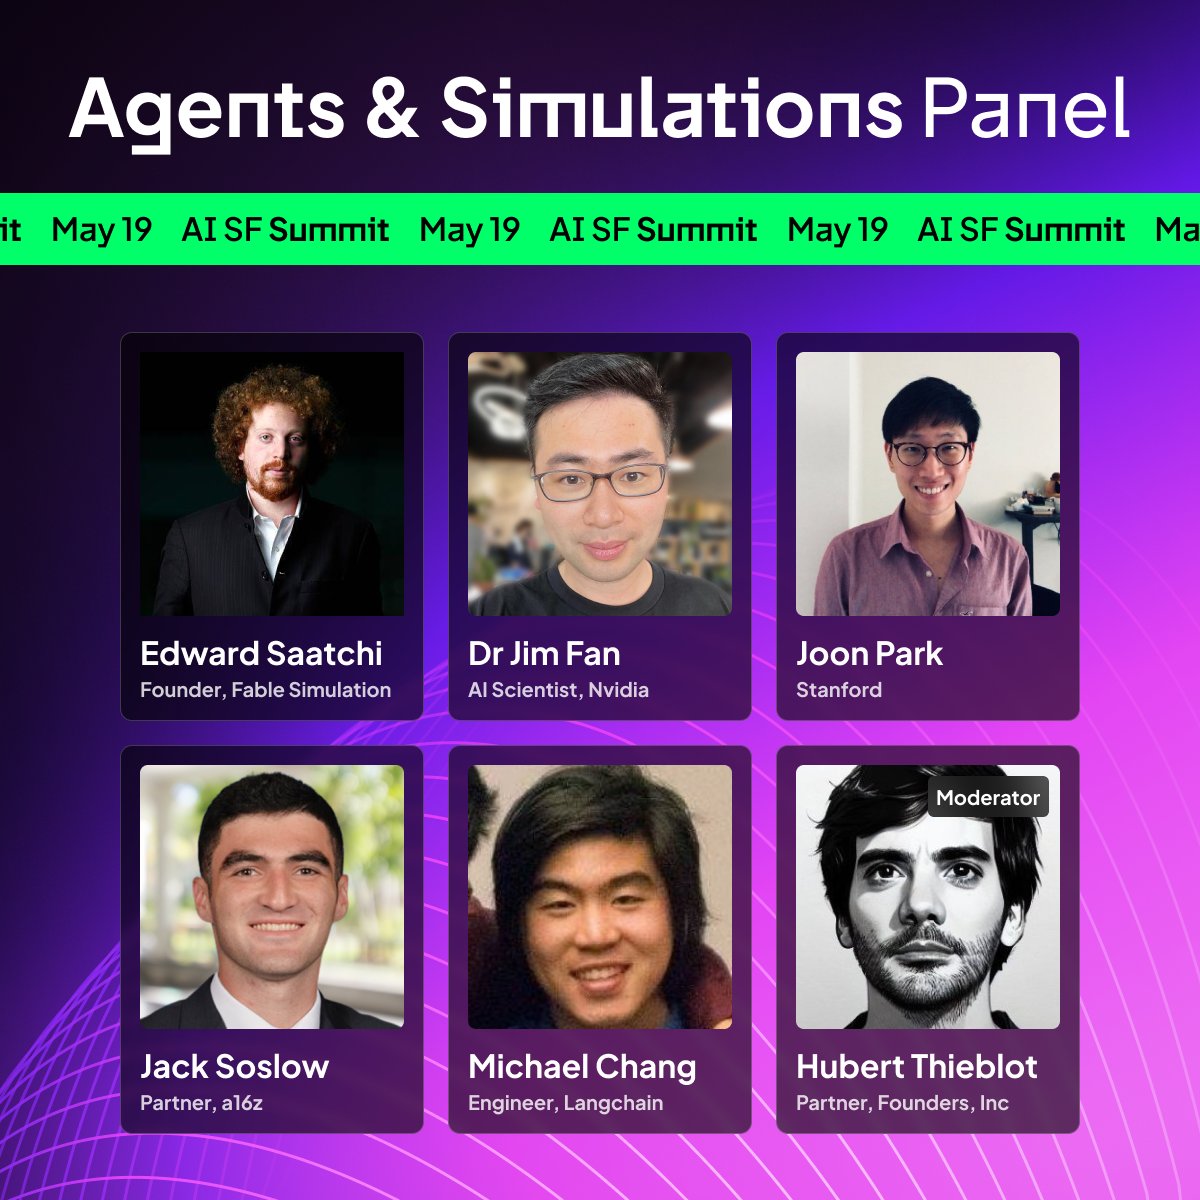 Agents & Simulations Panel
it May 19 AI SF Summit May 19 AI SF Summit May 19 AI SF Summit Ma
Edward Saatchi
Founder, Fable Simulation
Dr Jim Fan
AI Scientist, Nvidia
Joon Park
Stanford
Jack Soslow
Partner, a16z
Michael Chang
Engineer, Langchain
Moderator
Hubert Thieblot
Partner, Founders, Inc